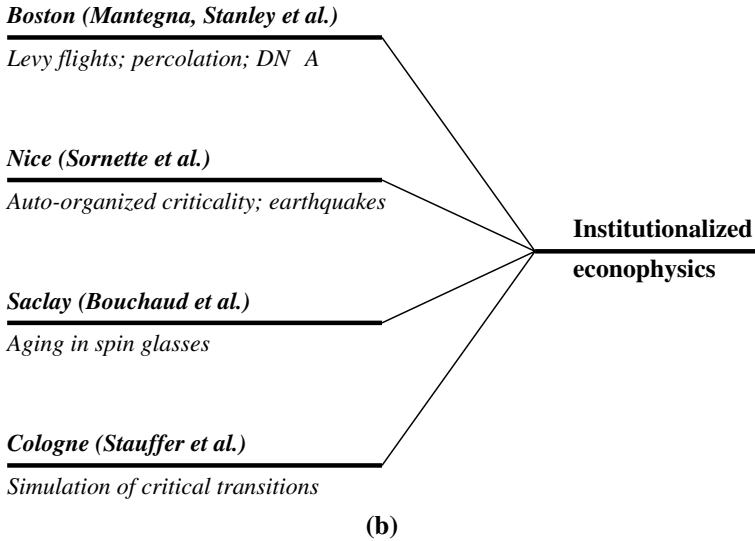 Boston (Mantegna, Stanley et al.)
Levy flights; percolation; DN A
Nice (Sornette et al.)
Auto-organized criticality; earthquakes
Saclay (Bouchaud et al.)
Aging in spin glasses
Cologne (Stauffer et al.)
Simulation of critical transitions
Institutionalized
econophysics
(b)